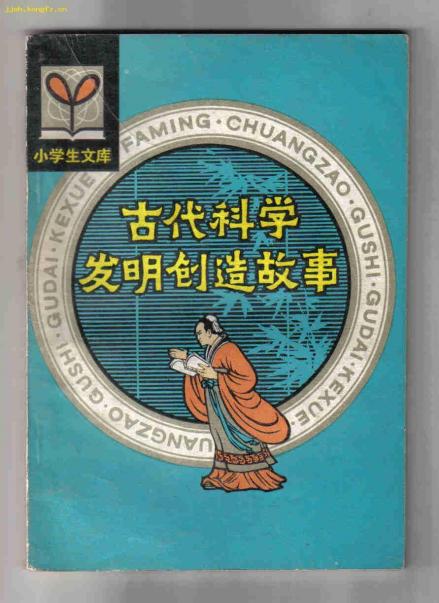 jjsh.kongfz.cn
小学生文库
GUDAI·KEXUE FAMING·CHUANGZAO·GUSHI·GUDAI·KEXUE UANGZAO·GUSHI·
古代科学
发明创造故事